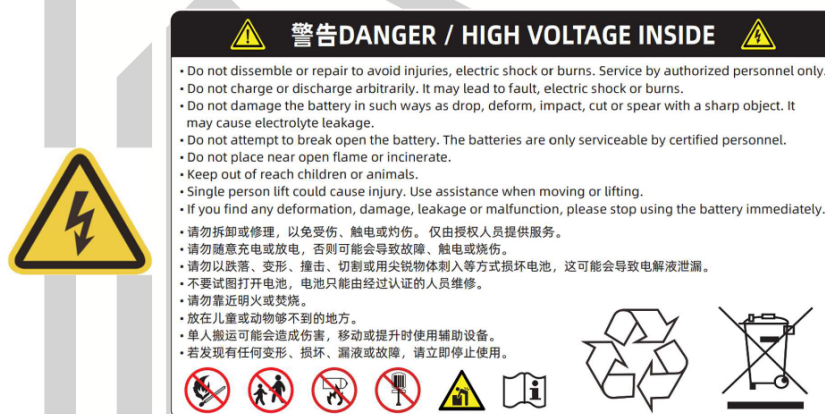 警告DANGER / HIGH VOLTAGE INSIDE
• Do not dissemble or repair to avoid injuries, electric shock or burns. Service by authorized personnel only.
• Do not charge or discharge arbitrarily. It may lead to fault, electric shock or burns.
• Do not damage the battery in such ways as drop, deform, impact, cut or spear with a sharp object. It
may cause electrolyte leakage.
• Do not attempt to break open the battery. The batteries are only serviceable by certified personnel.
• Do not place near open flame or incinerate.
• Keep out of reach children or animals.
• Single person lift could cause injury. Use assistance when moving or lifting.
• If you find any deformation, damage, leakage or malfunction, please stop using the battery immediately.
• 请勿拆卸或修理，以免受伤、触电或灼伤。 仅由授权人员提供服务。
• 请勿随意充电或放电，否则可能会导致故障、触电或烧伤。
• 请勿以跌落、变形、撞击、切割或用尖锐物体刺入等方式损坏电池，这可能会导致电解液泄漏。
• 不要试图打开电池，电池只能由经过认证的人员维修。
• 请勿靠近明火或焚烧。
• 放在儿童或动物够不到的地方。
• 单人搬运可能会造成伤害，移动或提升时使用辅助设备。
• 若发现有任何变形、损坏、漏液或故障，请立即停止使用。